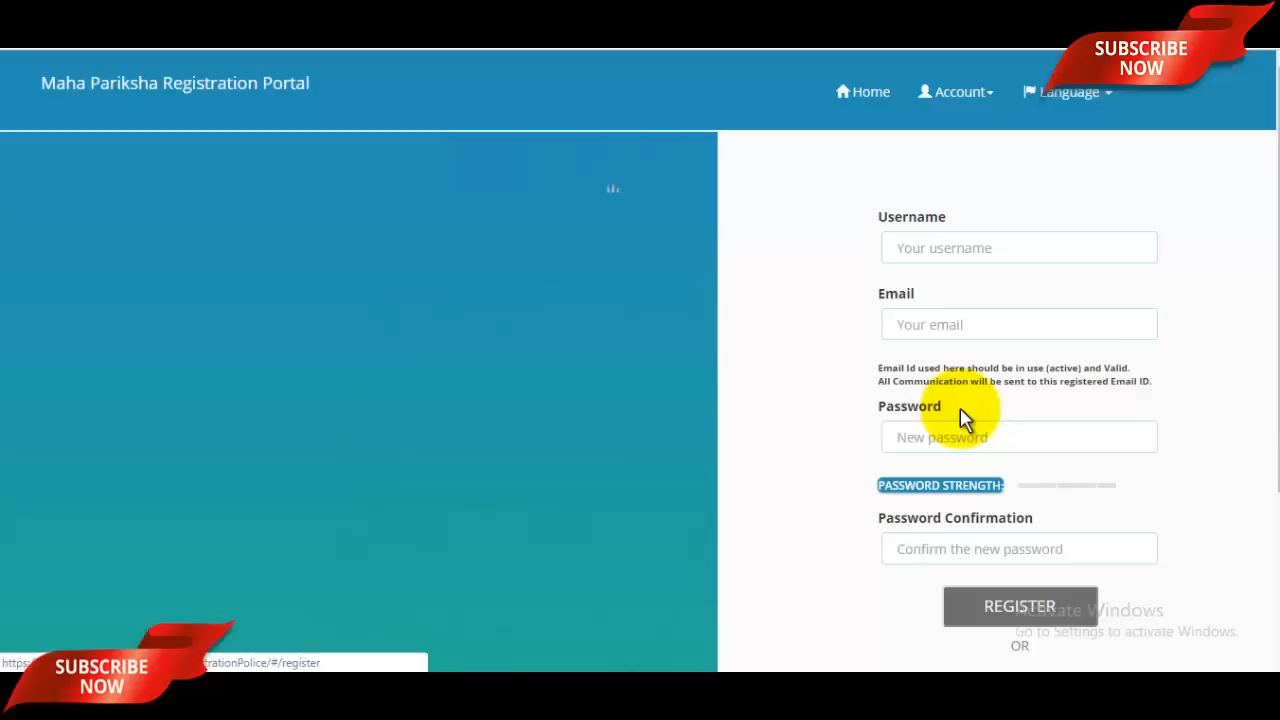 SUBSCRIBE
NOW
Maha Pariksha Registration Portal
Home
Account
Language
Username
Your username
Email
Your email
Email Id used here should be in use (active) and Valid.
All Communication will be sent to this registered Email ID.
Password
New password
PASSWORD STRENGTH:
Password Confirmation
Confirm the new password
REGISTER
Activate Windows
Go to Settings to activate Windows.
OR
https:
trationPolice/#/register
SUBSCRIBE
NOW